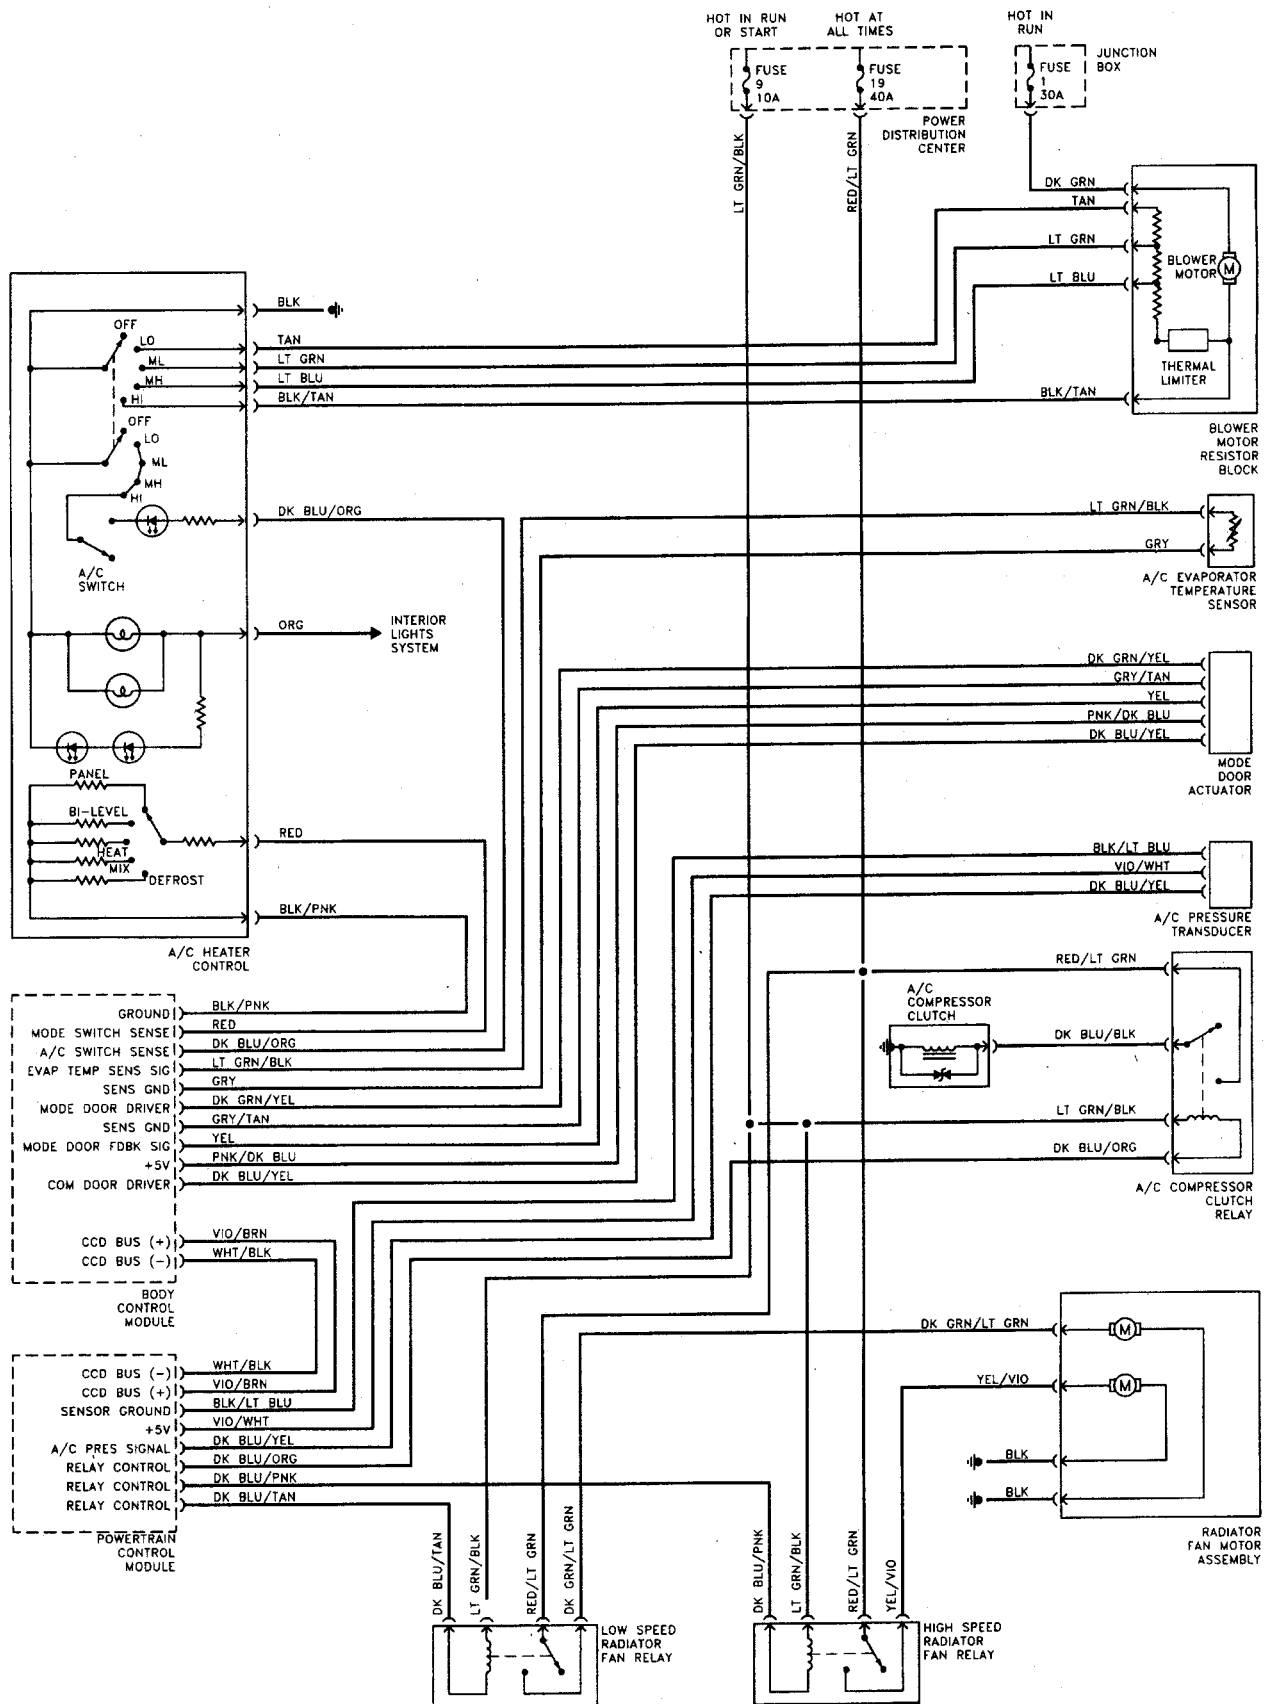 HOT IN RUN
OR START
HOT AT
ALL TIMES
HOT IN
RUN
JUNCTION
BOX
FUSE
9
10A
FUSE
19
40A
FUSE
1
30A
POWER
DISTRIBUTION
CENTER
LT GRN/BLK
RED/LT GRN
DK GRN
TAN
LT GRN
LT BLU
BLOWER
MOTOR
M
THERMAL
LIMITER
BLK/TAN
BLOWER
MOTOR
RESISTOR
BLOCK
BLK
OFF
LO
ML
MH
HI
TAN
LT GRN
LT BLU
BLK/TAN
OFF
LO
ML
MH
HI
DK BLU/ORG
A/C
SWITCH
ORG
INTERIOR
LIGHTS
SYSTEM
PANEL
BI-LEVEL
HEAT
MIX
DEFROST
RED
BLK/PNK
A/C HEATER
CONTROL
LT GRN/BLK
GRY
A/C EVAPORATOR
TEMPERATURE
SENSOR
DK GRN/YEL
GRY/TAN
YEL
PNK/DK BLU
DK BLU/YEL
MODE
DOOR
ACTUATOR
BLK/LT BLU
VIO/WHT
DK BLU/YEL
A/C PRESSURE
TRANSDUCER
RED/LT GRN
A/C
COMPRESSOR
CLUTCH
DK BLU/BLK
LT GRN/BLK
DK BLU/ORG
A/C COMPRESSOR
CLUTCH
RELAY
GROUND BLK/PNK
MODE SWITCH SENSE RED
A/C SWITCH SENSE DK BLU/ORG
EVAP TEMP SENS SIG LT GRN/BLK
SENS GND GRY
MODE DOOR DRIVER DK GRN/YEL
SENS GND GRY/TAN
MODE DOOR FDBK SIG YEL
+5V PNK/DK BLU
COM DOOR DRIVER DK BLU/YEL
CCD BUS (+) VIO/BRN
CCD BUS (-) WHT/BLK
BODY
CONTROL
MODULE
CCD BUS (-) WHT/BLK
CCD BUS (+) VIO/BRN
SENSOR GROUND BLK/LT BLU
+5V VIO/WHT
A/C PRES SIGNAL DK BLU/YEL
RELAY CONTROL DK BLU/ORG
RELAY CONTROL DK BLU/PNK
RELAY CONTROL DK BLU/TAN
POWERTRAIN
CONTROL
MODULE
DK GRN/LT GRN
M
YEL/VIO
M
BLK
BLK
RADIATOR
FAN MOTOR
ASSEMBLY
DK BLU/TAN
LT GRN/BLK
RED/LT GRN
DK GRN/LT GRN
LOW SPEED
RADIATOR
FAN RELAY
DK BLU/PNK
LT GRN/BLK
RED/LT GRN
YEL/VIO
HIGH SPEED
RADIATOR
FAN RELAY